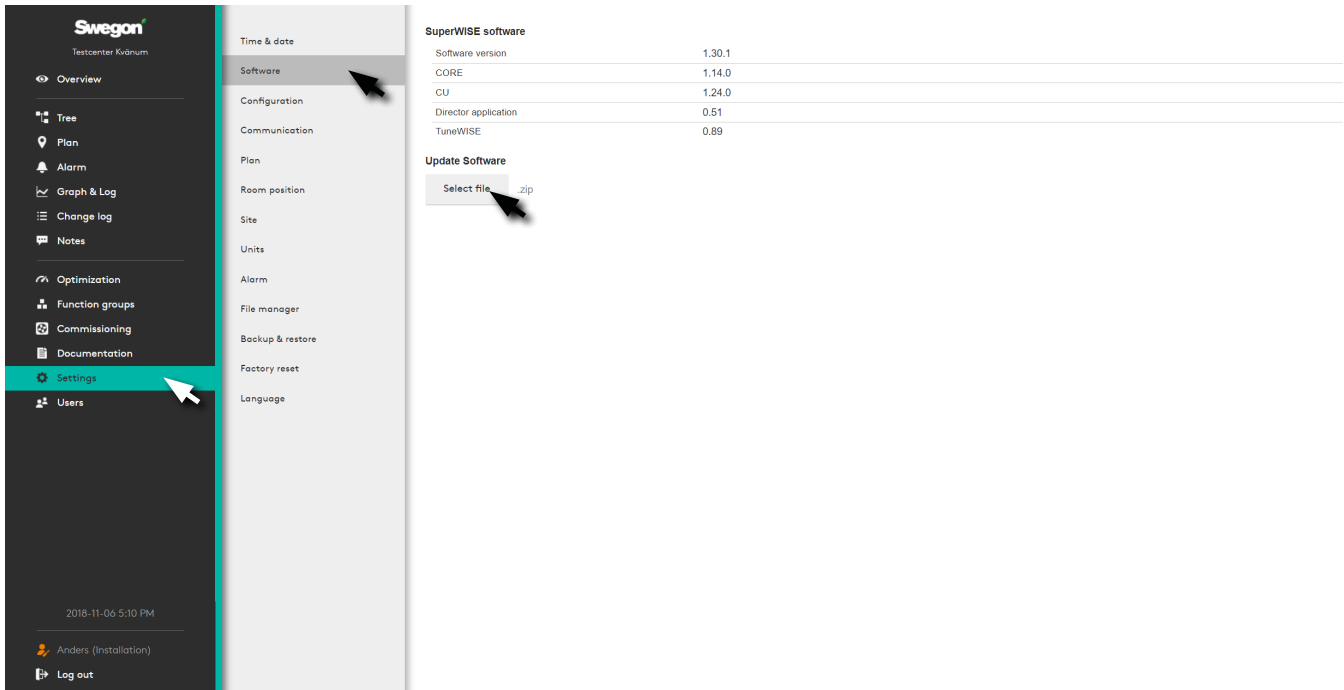 Swegon
Testcenter Kvänum
Overview
Tree
Plan
Alarm
Graph & Log
Change log
Notes
Optimization
Function groups
Commissioning
Documentation
Settings
Users
2018-11-06 5:10 PM
Anders (Installation)
Log out
Time & date
Software
Configuration
Communication
Plan
Room position
Site
Units
Alarm
File manager
Backup & restore
Factory reset
Language
SuperWISE software
Software version 1.30.1
CORE 1.14.0
CU 1.24.0
Director application 0.51
TuneWISE 0.89
Update Software
Select file .zip